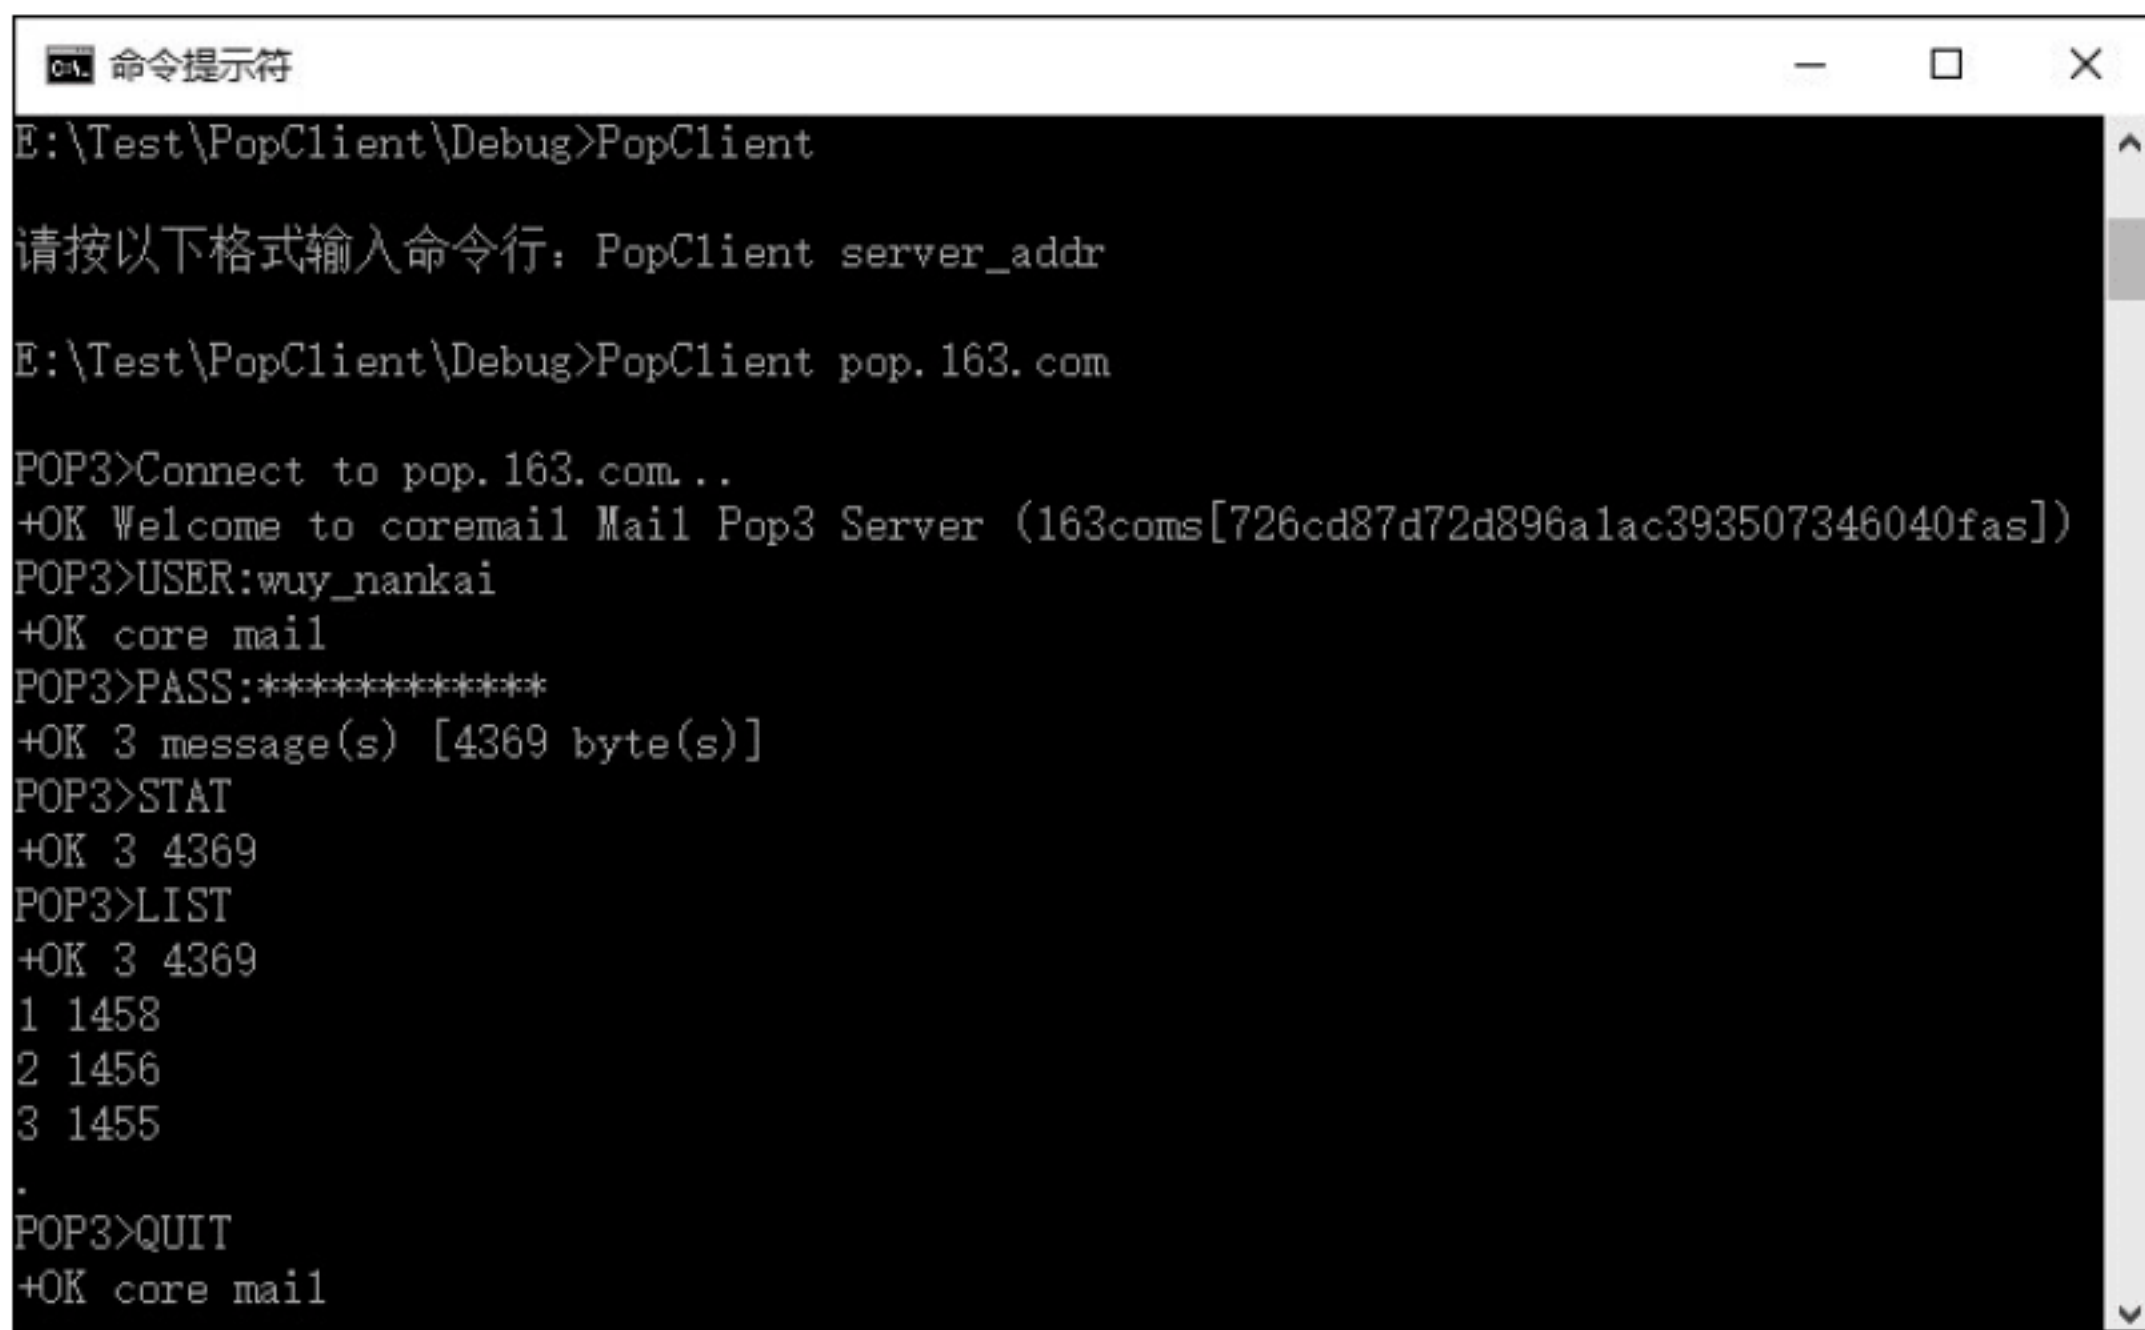 命令提示符
E:\Test\PopClient\Debug>PopClient
请按以下格式输入命令行：PopClient server_addr
E:\Test\PopClient\Debug>PopClient pop.163.com
POP3>Connect to pop.163.com...
+OK Welcome to coremail Mail Pop3 Server (163coms[726cd87d72d896a1ac393507346040fas])
POP3>USER:wuy_nankai
+OK core mail
POP3>PASS:************
+OK 3 message(s) [4369 byte(s)]
POP3>STAT
+OK 3 4369
POP3>LIST
+OK 3 4369
1 1458
2 1456
3 1455
.
POP3>QUIT
+OK core mail